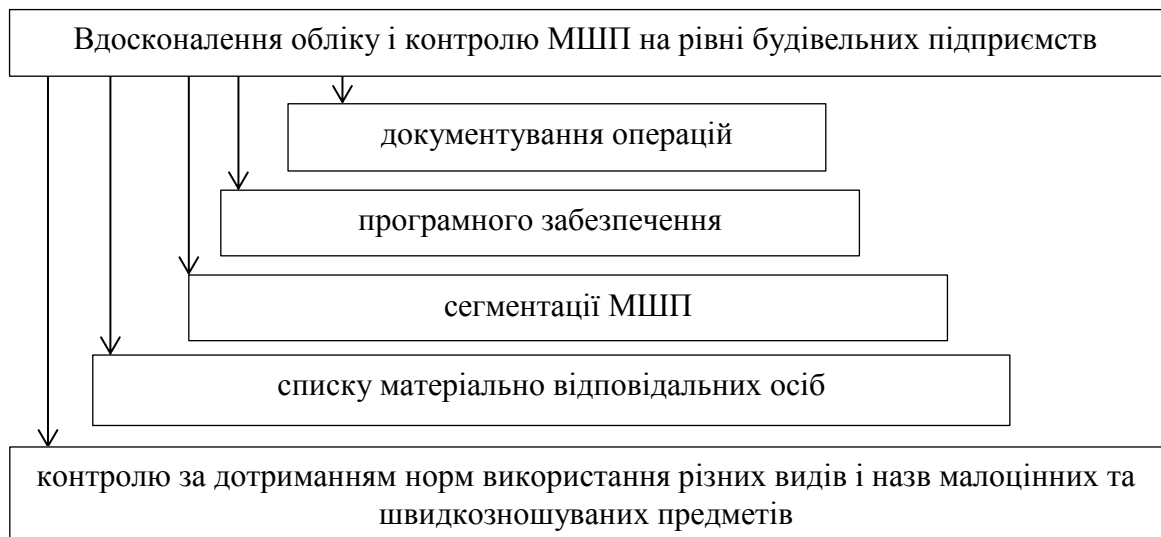 Вдосконалення обліку і контролю МШП на рівні будівельних підприємств
документування операцій
програмного забезпечення
сегментації МШП
списку матеріально відповідальних осіб
контролю за дотриманням норм використання різних видів і назв малоцінних та
швидкозношуваних предметів